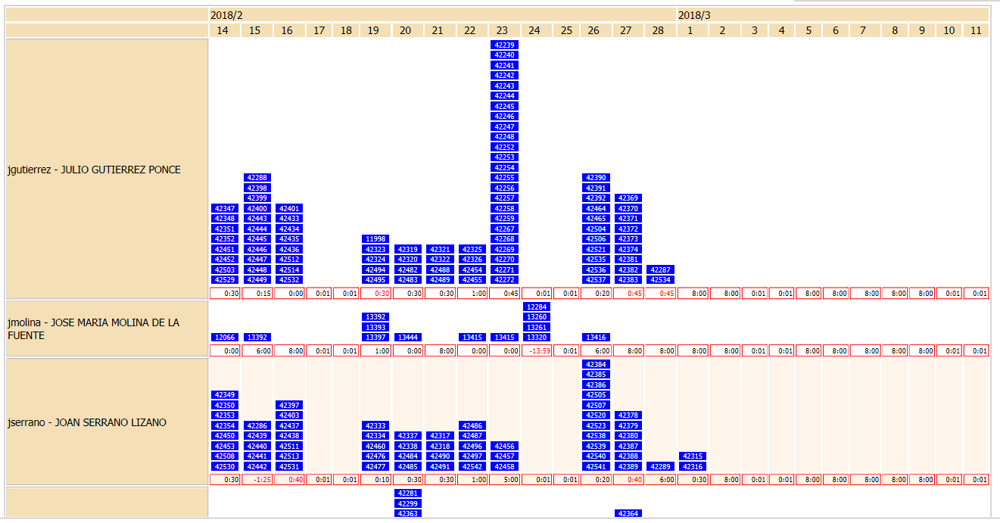 2018/2 2018/3
14 15 16 17 18 19 20 21 22 23 24 25 26 27 28 1 2 3 4 5 6 7 8 9 10 11
42239
42240
42241
42242
42243
42244
42245
42246
42247
42248
42252
42253
jgutierrez - JULIO GUTIERREZ PONCE 42254
42288 42255 42390
42398 42256 42391
42399 42257 42392 42369
42347 42400 42401 42258 42464 42370
42348 42443 42433 42259 42465 42371
42351 42444 42434 42267 42504 42372
42352 42445 42435 11998 42268 42506 42373
42451 42446 42436 42323 42319 42321 42325 42269 42521 42374
42452 42447 42512 42324 42320 42322 42326 42270 42535 42381
42503 42448 42514 42494 42482 42488 42454 42271 42536 42382 42287
42529 42449 42532 42495 42483 42489 42455 42272 42537 42383 42534
0:30 0:15 0:00 0:01 0:01 0:30 0:30 0:30 1:00 0:45 0:01 0:01 0:20 0:45 0:45 8:00 8:00 0:01 0:01 8:00 8:00 8:00 8:00 8:00 0:01 0:01
12284
13392 13260
jmolina - JOSE MARIA MOLINA DE LA 13393 13261
FUENTE 12066 13392 13397 13444 13415 13415 13320 13416
0:00 6:00 8:00 0:01 0:01 1:00 0:00 8:00 0:00 0:00 -13:59 0:01 6:00 8:00 8:00 8:00 8:00 0:01 0:01 8:00 8:00 8:00 8:00 8:00 0:01 0:01
42384
42385
42386
42349 42505
42350 42397 42507
42353 42403 42520 42378
jserrano - JOAN SERRANO LIZANO 42354 42286 42437 42333 42486 42523 42379
42450 42439 42438 42334 42337 42317 42487 42538 42380
42453 42440 42511 42460 42338 42318 42496 42456 42539 42387
42508 42441 42513 42476 42484 42490 42497 42457 42540 42388 42315
42530 42442 42531 42477 42485 42491 42542 42458 42541 42389 42289 42316
0:30 -1:25 0:40 0:01 0:01 0:10 0:30 0:30 1:00 5:00 0:01 0:01 0:20 0:40 6:00 0:30 8:00 0:01 0:01 8:00 8:00 8:00 8:00 8:00 0:01 0:01
42281
42299
42363 42364